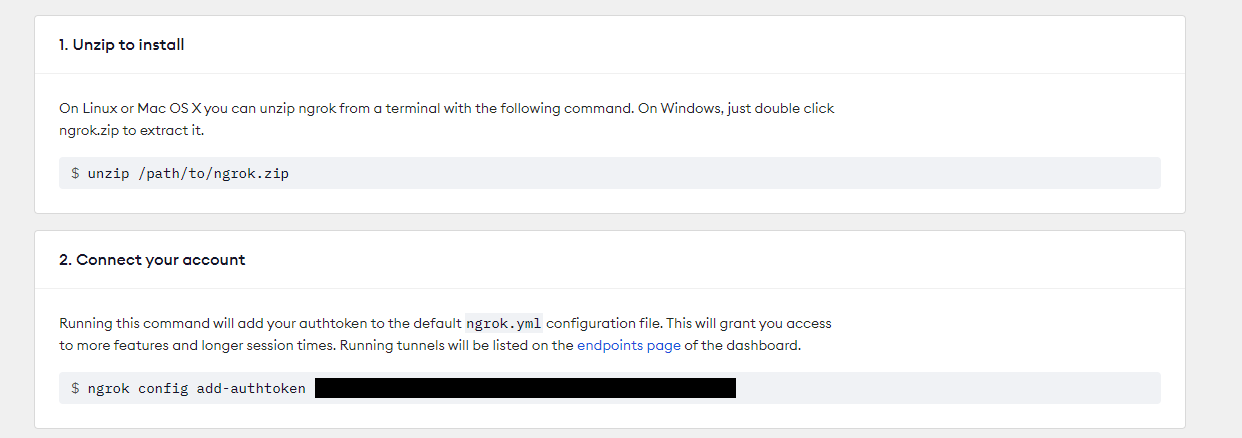 1. Unzip to install
On Linux or Mac OS X you can unzip ngrok from a terminal with the following command. On Windows, just double click
ngrok.zip to extract it.
$ unzip /path/to/ngrok.zip
2. Connect your account
Running this command will add your authtoken to the default ngrok.yml configuration file. This will grant you access
to more features and longer session times. Running tunnels will be listed on the endpoints page of the dashboard.
$ ngrok config add-authtoken